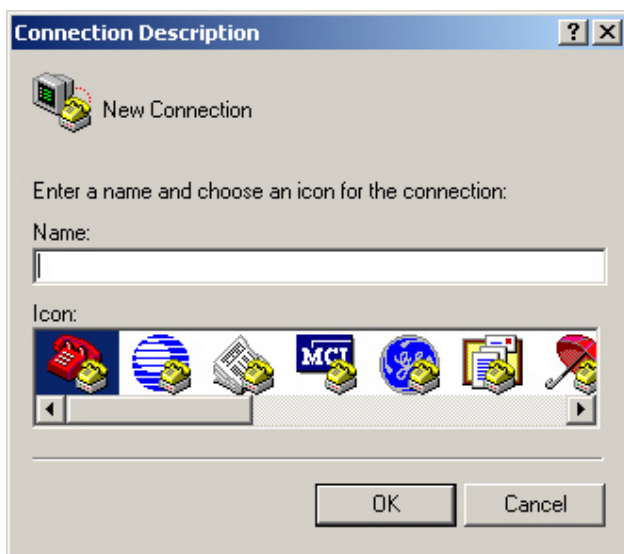 Connection Description
New Connection
Enter a name and choose an icon for the connection:
Name:
Icon:
MCI
OK
Cancel